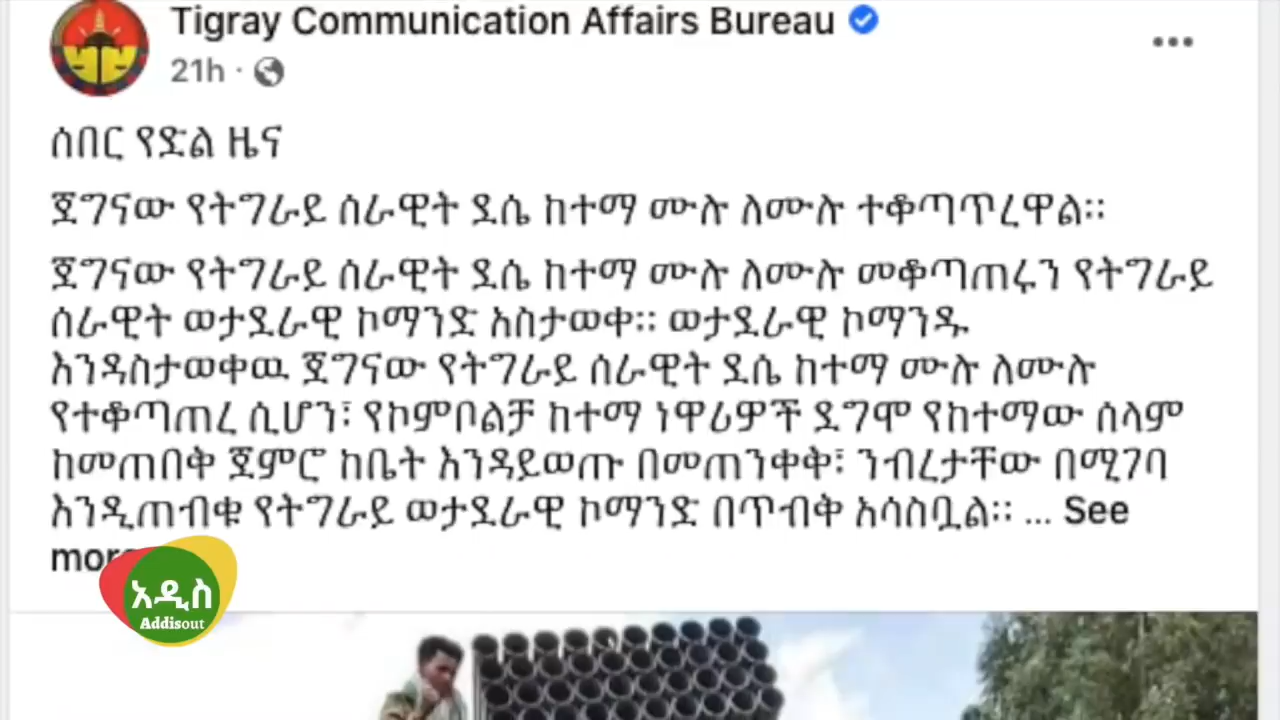 Tigray Communication Affairs Bureau
21h ·
ሰበር የድል ዜና
ጀግናው የትግራይ ሰራዊት ደሴ ከተማ ሙሉ ለሙሉ ተቆጣጥረዋል።
ጀግናው የትግራይ ሰራዊት ደሴ ከተማ ሙሉ ለሙሉ መቆጣጠሩን የትግራይ
ሰራዊት ወታደራዊ ኮማንድ አስታወቀ። ወታደራዊ ኮማንዱ
እንዳስታወቀዉ ጀግናው የትግራይ ሰራዊት ደሴ ከተማ ሙሉ ለሙሉ
የተቆጣጠረ ሲሆን፣ የኮምቦልቻ ከተማ ነዋሪዎች ደግሞ የከተማው ሰላም
ከመጠበቅ ጀምሮ ከቤት እንዳይወጡ በመጠንቀቅ፣ ንብረታቸው በሚገባ
እንዲጠብቁ የትግራይ ወታደራዊ ኮማንድ በጥብቅ አሳስቧል። ... See
more
አዲስ
Addisout